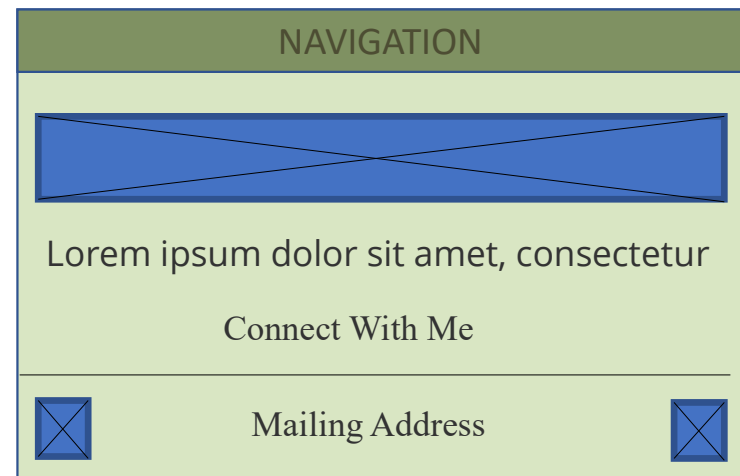 NAVIGATION
Lorem ipsum dolor sit amet, consectetur
Connect With Me
Mailing Address